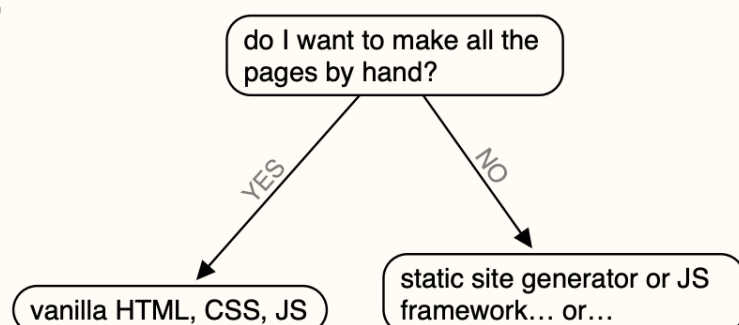 do I want to make all the
pages by hand?
YES
NO
vanilla HTML, CSS, JS
static site generator or JS
framework… or…